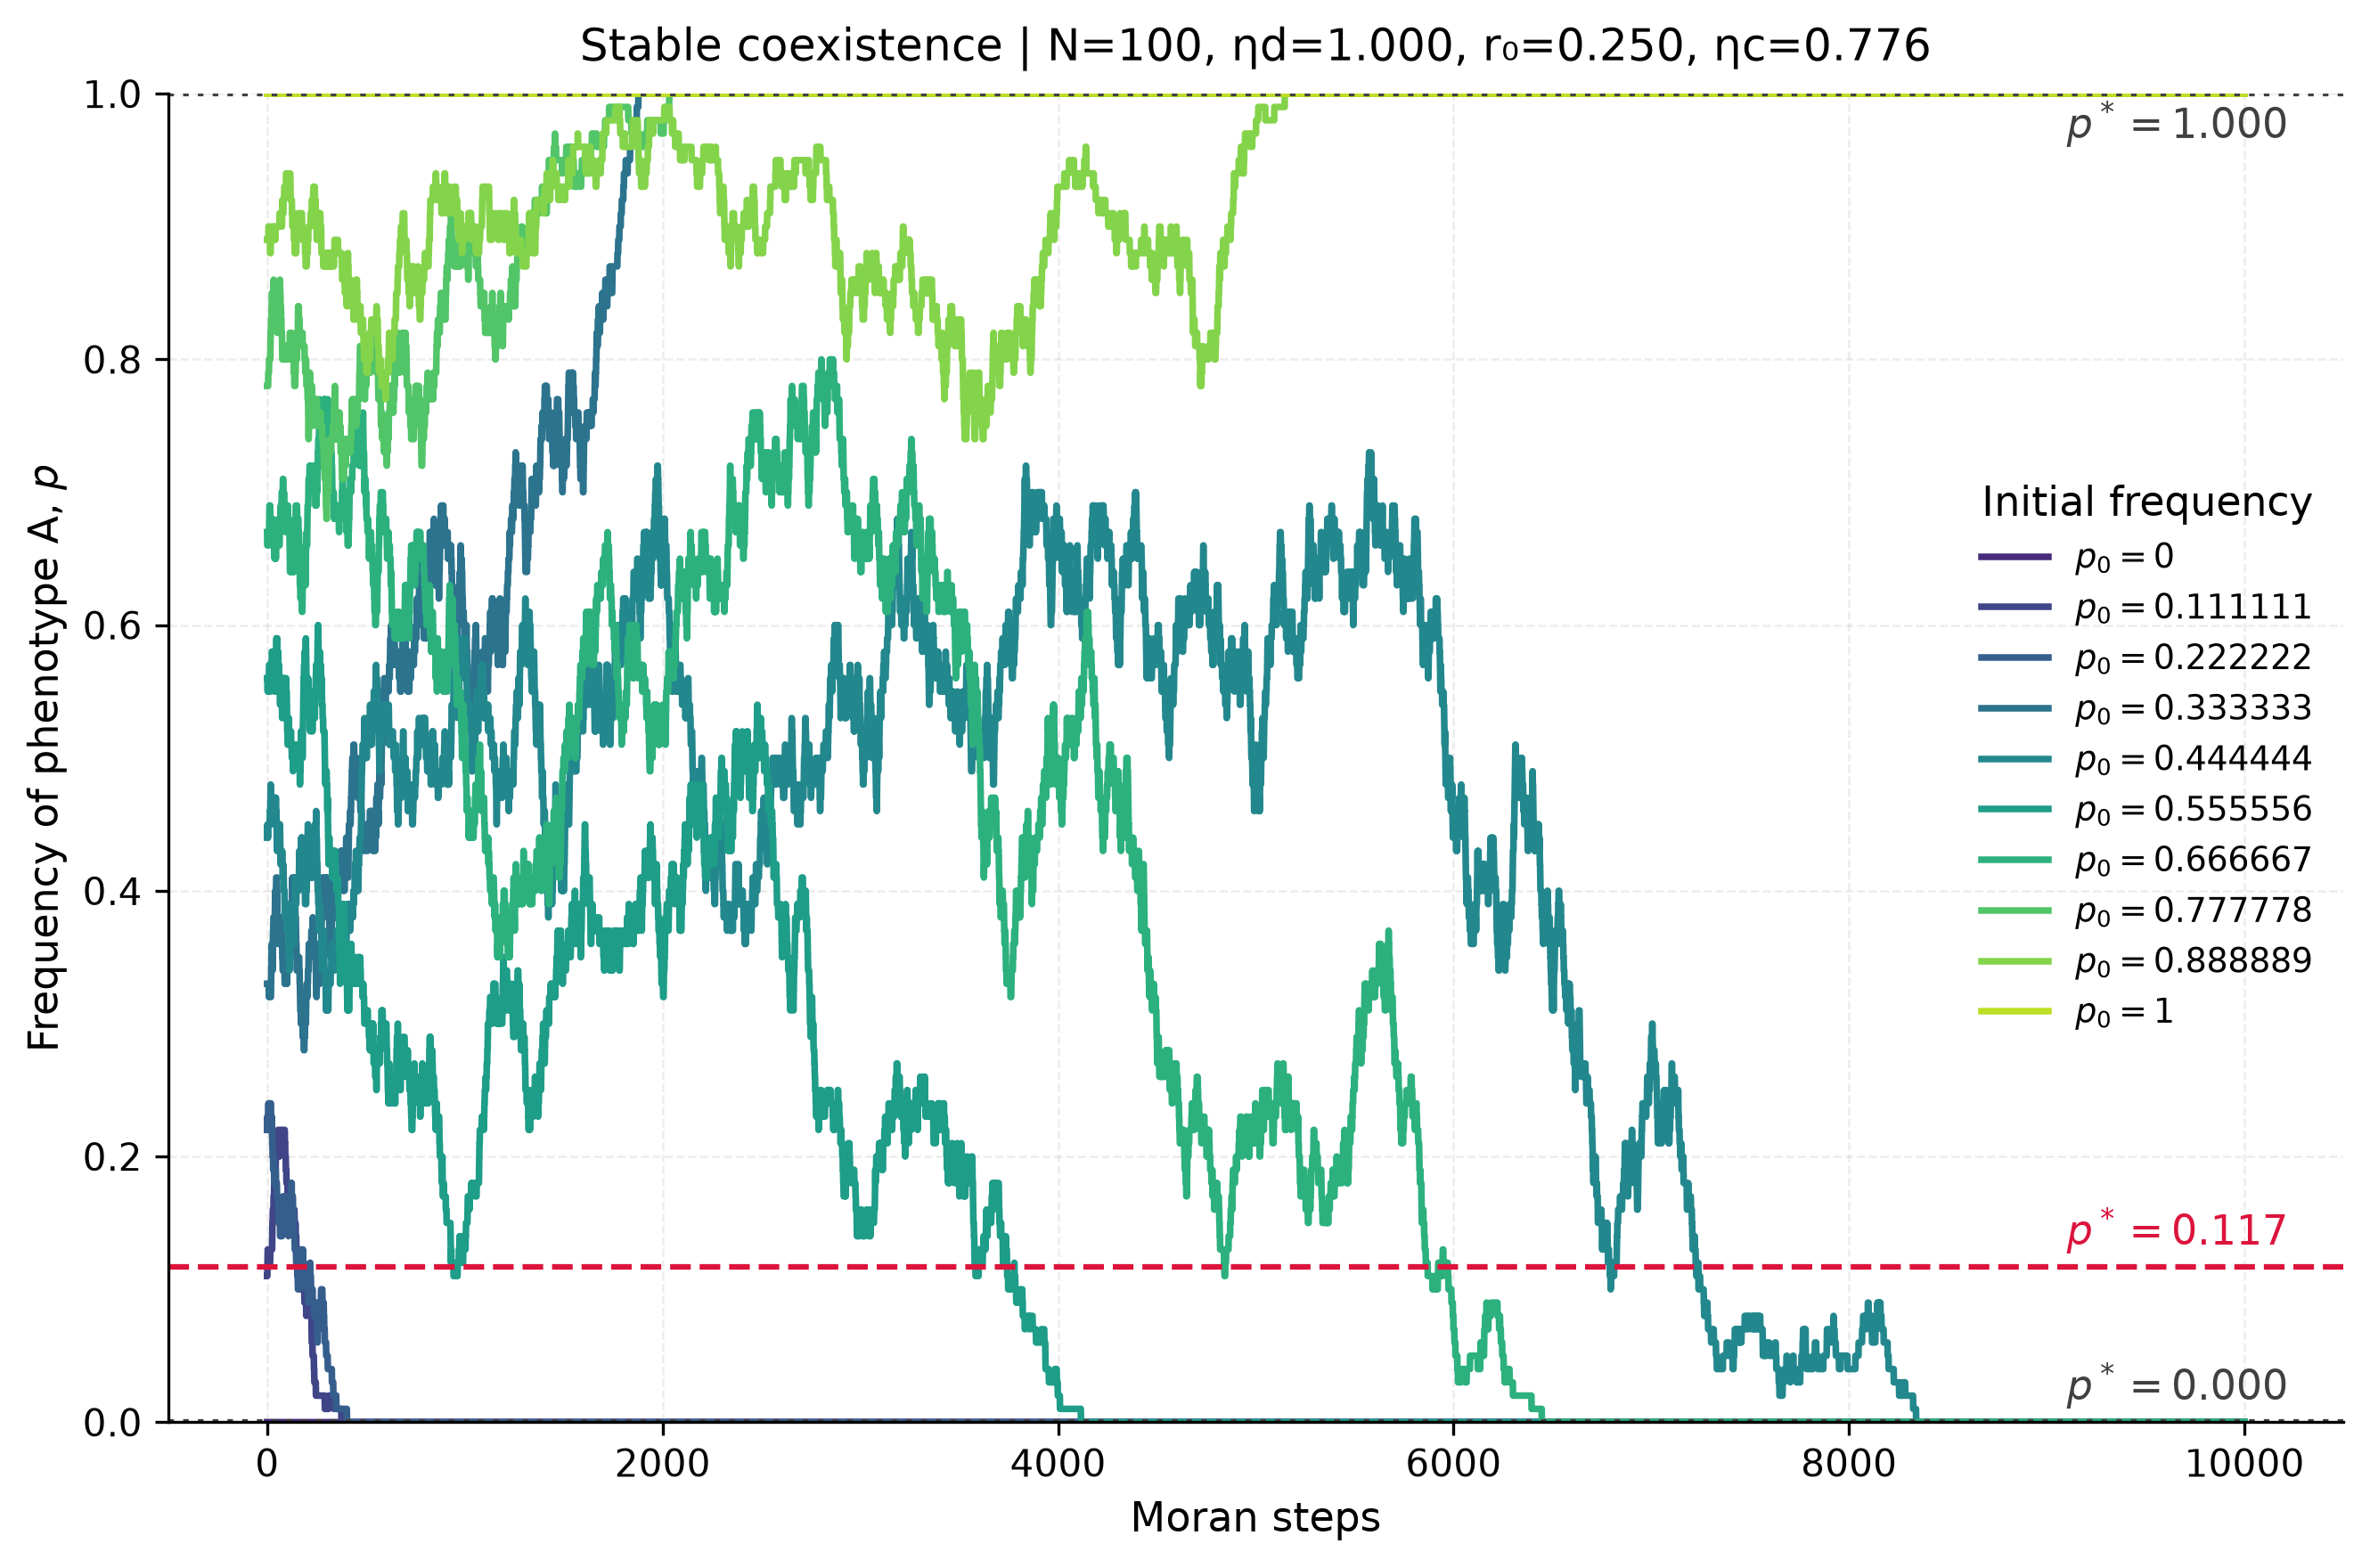 Stable coexistence | N=100, ηd=1.000, r₀=0.250, ηc=0.776
Frequency of phenotype A, p
1.0
0.8
0.6
0.4
0.2
0.0
p* = 1.000
Initial frequency
p₀ = 0
p₀ = 0.111111
p₀ = 0.222222
p₀ = 0.333333
p₀ = 0.444444
p₀ = 0.555556
p₀ = 0.666667
p₀ = 0.777778
p₀ = 0.888889
p₀ = 1
p* = 0.117
p* = 0.000
0 2000 4000 6000 8000 10000
Moran steps